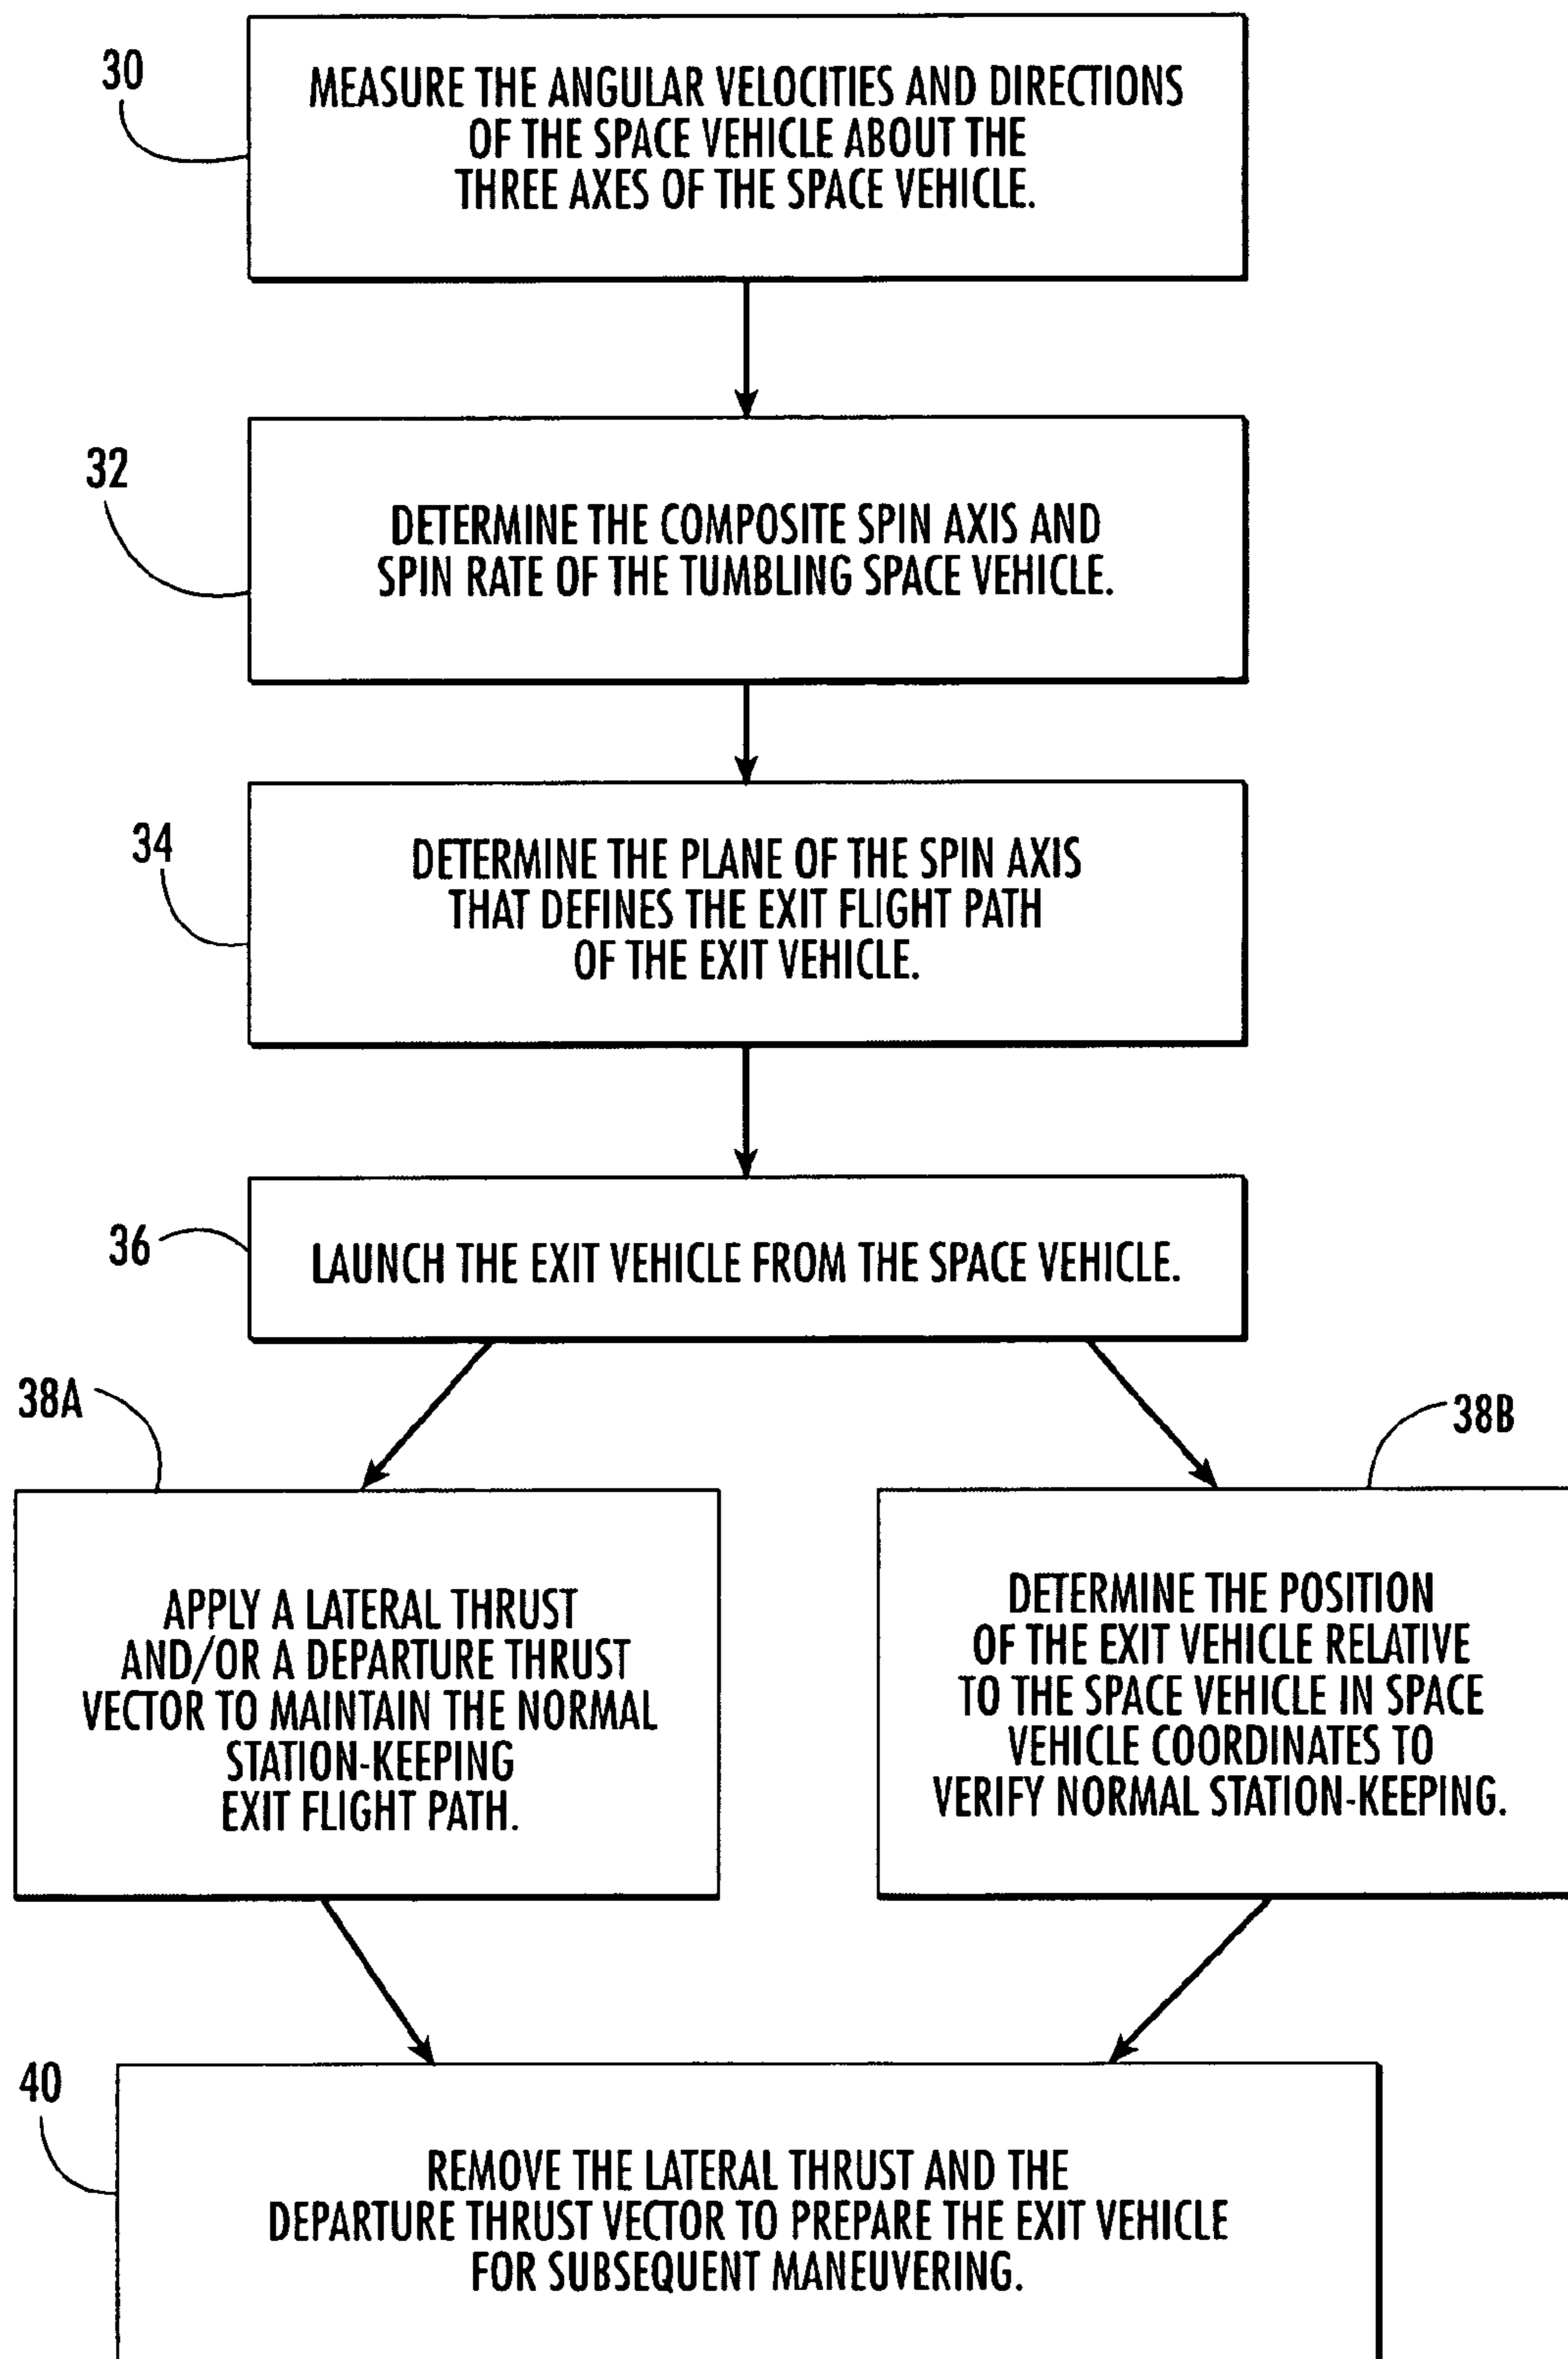 30
MEASURE THE ANGULAR VELOCITIES AND DIRECTIONS
OF THE SPACE VEHICLE ABOUT THE
THREE AXES OF THE SPACE VEHICLE.
32
DETERMINE THE COMPOSITE SPIN AXIS AND
SPIN RATE OF THE TUMBLING SPACE VEHICLE.
34
DETERMINE THE PLANE OF THE SPIN AXIS
THAT DEFINES THE EXIT FLIGHT PATH
OF THE EXIT VEHICLE.
36
LAUNCH THE EXIT VEHICLE FROM THE SPACE VEHICLE.
38A
APPLY A LATERAL THRUST
AND/OR A DEPARTURE THRUST
VECTOR TO MAINTAIN THE NORMAL
STATION-KEEPING
EXIT FLIGHT PATH.
38B
DETERMINE THE POSITION
OF THE EXIT VEHICLE RELATIVE
TO THE SPACE VEHICLE IN SPACE
VEHICLE COORDINATES TO
VERIFY NORMAL STATION-KEEPING.
40
REMOVE THE LATERAL THRUST AND THE
DEPARTURE THRUST VECTOR TO PREPARE THE EXIT VEHICLE
FOR SUBSEQUENT MANEUVERING.